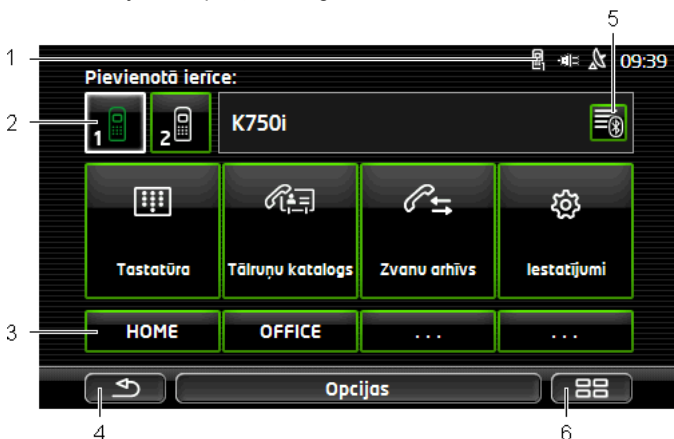 5
1
09:39
Pievienotā ierīce:
2
1
2
K750i
Tastatūra
Tālruņu katalogs
Zvanu arhīvs
Iestatījumi
3
HOME
OFFICE
...
...
Opcijas
4
6